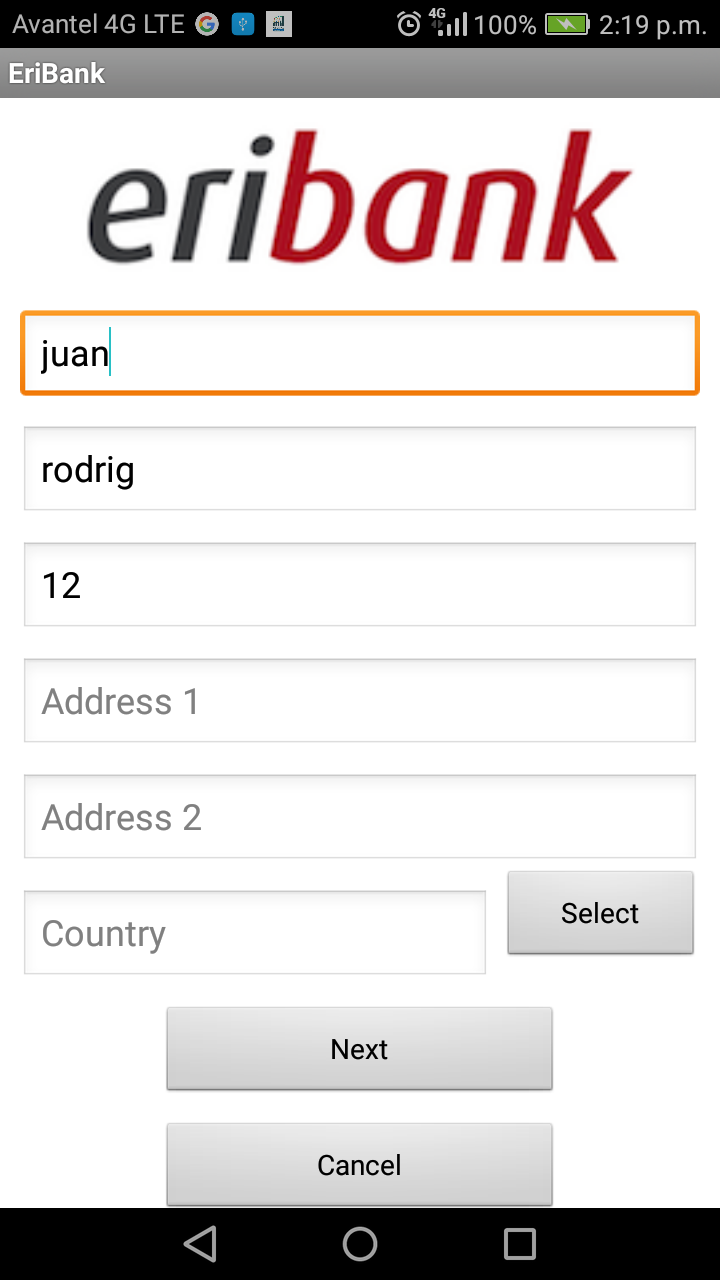 Avantel 4G LTE 4G 100% 2:19 p.m.
EriBank
eribank
juan
rodrig
12
Address 1
Address 2
Country
Select
Next
Cancel